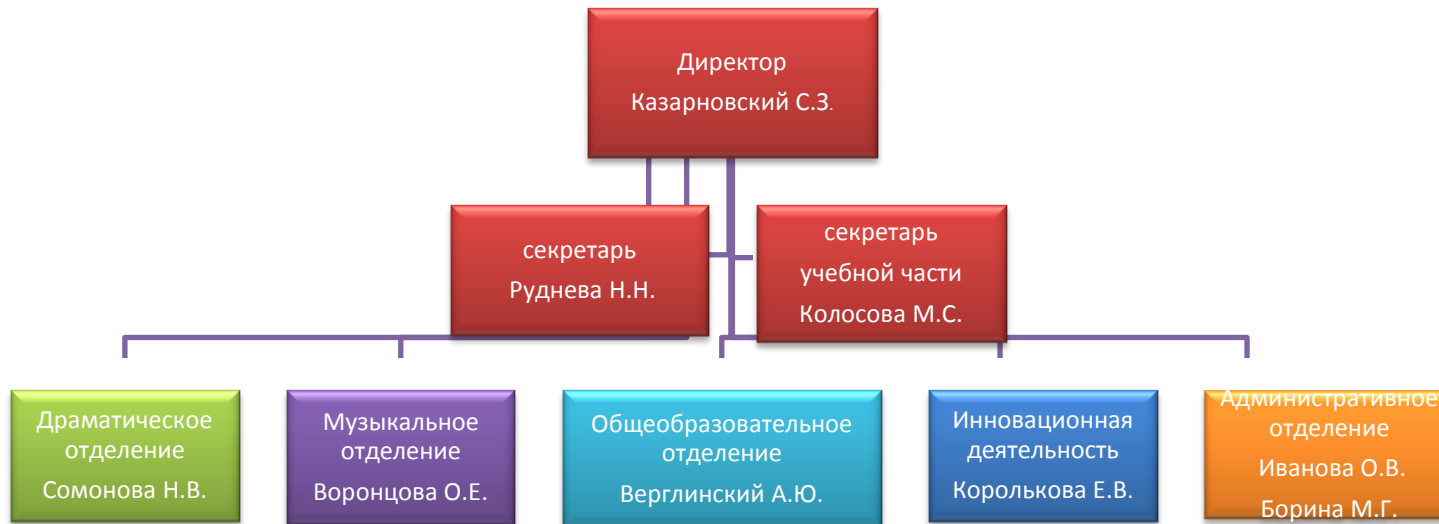 Директор
Казарновский С.З.
секретарь
Руднева Н.Н.
секретарь
учебной части
Колосова М.С.
Драматическое
отделение
Сомонова Н.В.
Музыкальное
отделение
Воронцова О.Е.
Общеобразовательное
отделение
Верглинский А.Ю.
Инновационная
деятельность
Королькова Е.В.
Административное
отделение
Иванова О.В.
Борина М.Г.